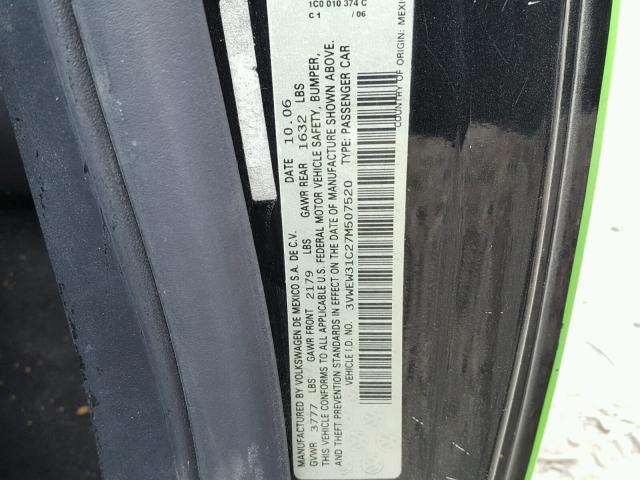 1C0 010 374 C
C 1 / 06
MANUFACTURED BY VOLKSWAGEN DE MEXICO S.A. DE C.V. DATE 10.06
GVWR 3777 LBS GAWR FRONT 2179 LBS GAWR REAR 1632 LBS
THIS VEHICLE CONFORMS TO ALL APPLICABLE U.S. FEDERAL MOTOR VEHICLE SAFETY, BUMPER,
AND THEFT PREVENTION STANDARDS IN EFFECT ON THE DATE OF MANUFACTURE SHOWN ABOVE.
VEHICLE I.D. NO. 3VWEW31C27M507520 TYPE: PASSENGER CAR
COUNTRY OF ORIGIN: